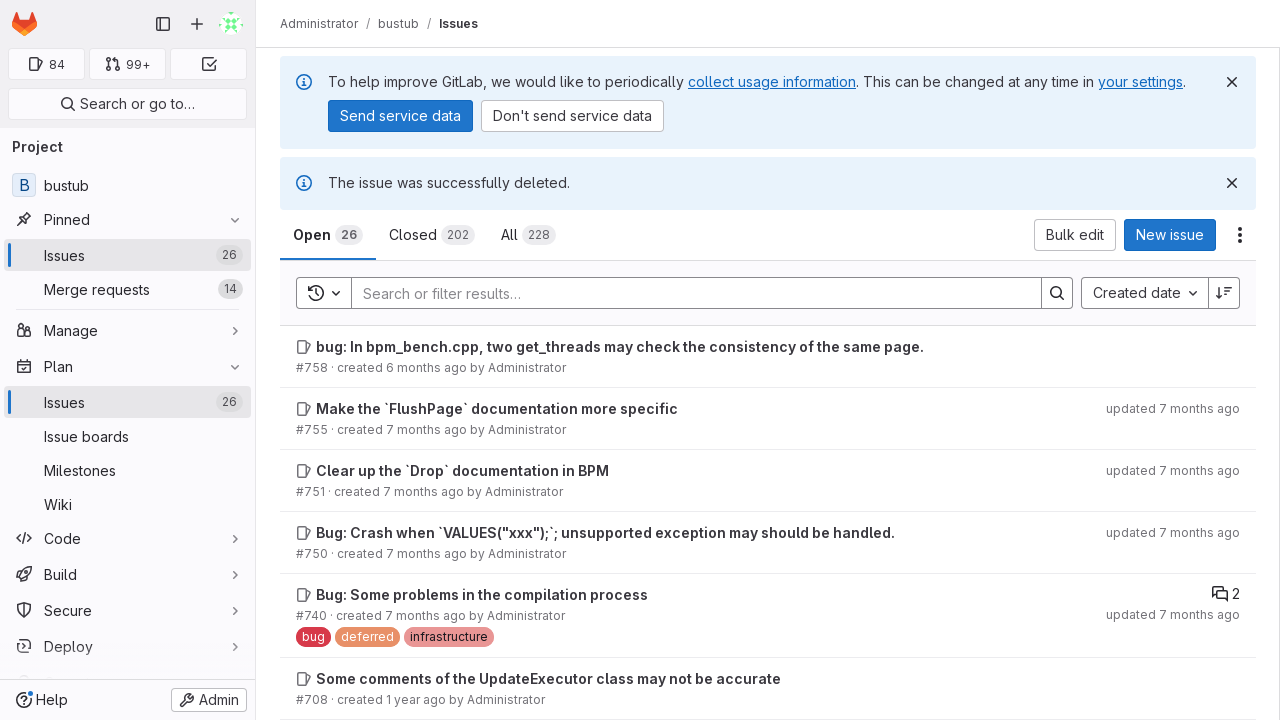 Administrator / bustub / Issues
84
99+
Search or go to…
Project
B bustub
Pinned
Issues 26
Merge requests 14
Manage
Plan
Issues 26
Issue boards
Milestones
Wiki
Code
Build
Secure
Deploy
Help
Admin
To help improve GitLab, we would like to periodically collect usage information. This can be changed at any time in your settings.
Send service data
Don't send service data
The issue was successfully deleted.
Open 26
Closed 202
All 228
Bulk edit
New issue
Search or filter results…
Created date
bug: In bpm_bench.cpp, two get_threads may check the consistency of the same page.
#758 · created 6 months ago by Administrator
Make the `FlushPage` documentation more specific
updated 7 months ago
#755 · created 7 months ago by Administrator
Clear up the `Drop` documentation in BPM
updated 7 months ago
#751 · created 7 months ago by Administrator
Bug: Crash when `VALUES("xxx");`; unsupported exception may should be handled.
updated 7 months ago
#750 · created 7 months ago by Administrator
Bug: Some problems in the compilation process
2
#740 · created 7 months ago by Administrator
updated 7 months ago
bug
deferred
infrastructure
Some comments of the UpdateExecutor class may not be accurate
#708 · created 1 year ago by Administrator